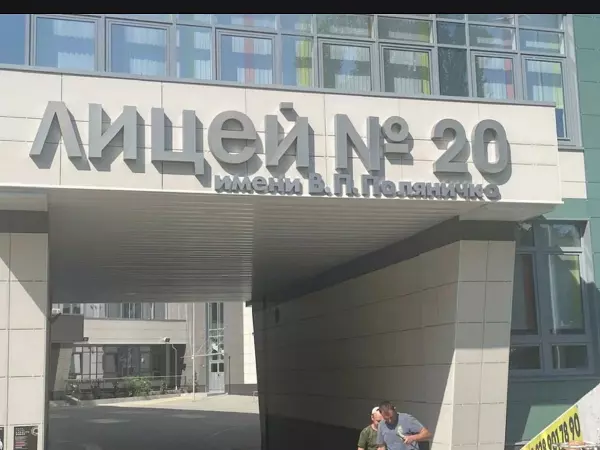 лицей № 20
имени В.П.Поляничко